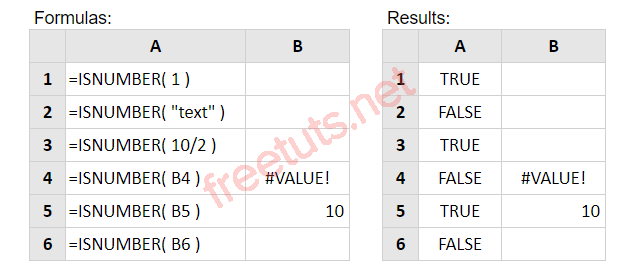 Formulas: Results:
A B A B
1 =ISNUMBER( 1 ) 1 TRUE
2 =ISNUMBER( "text" ) 2 FALSE
3 =ISNUMBER( 10/2 ) 3 TRUE
4 =ISNUMBER( B4 ) #VALUE! 4 FALSE #VALUE!
5 =ISNUMBER( B5 ) 10 5 TRUE 10
6 =ISNUMBER( B6 ) 6 FALSE
freetuts.net